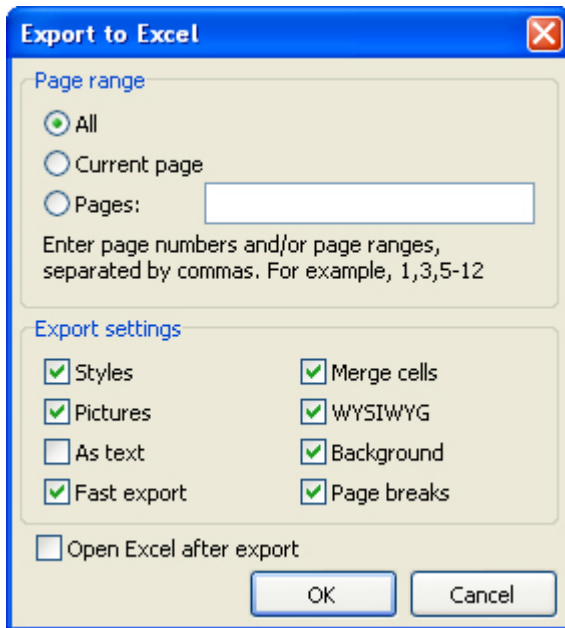 Export to Excel
Page range
All
Current page
Pages:
Enter page numbers and/or page ranges,
separated by commas. For example, 1,3,5-12
Export settings
Styles
Merge cells
Pictures
WYSIWYG
As text
Background
Fast export
Page breaks
Open Excel after export
OK
Cancel